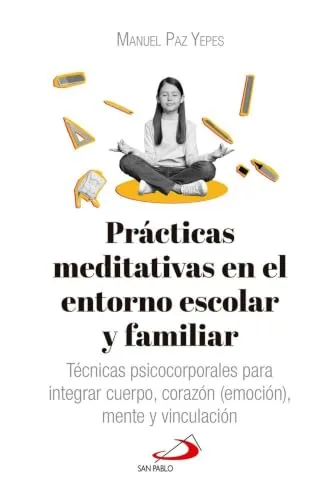 MANUEL PAZ YEPES
Prácticas
meditativas en el
entorno escolar
y familiar
Técnicas psicocorporales para
integrar cuerpo, corazón (emoción),
mente y vinculación
SAN PABLO